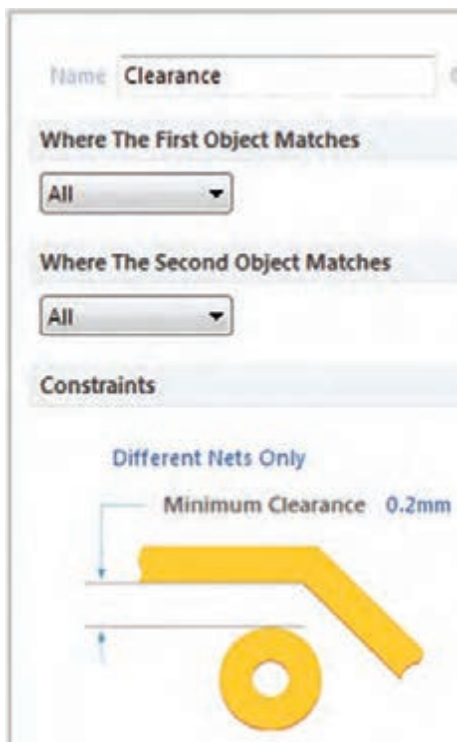 Name Clearance
Where The First Object Matches
All
Where The Second Object Matches
All
Constraints
Different Nets Only
Minimum Clearance 0.2mm